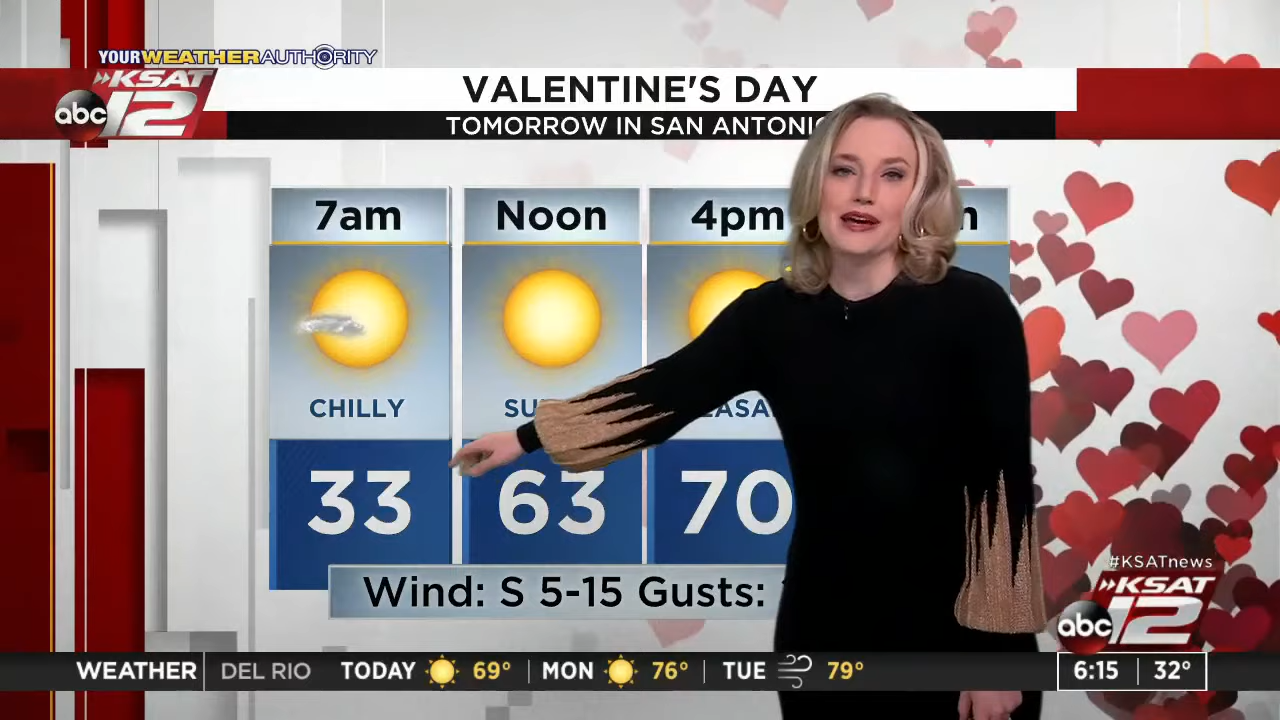 YOURWEATHERAUTHORITY
KSAT
abc 12
VALENTINE'S DAY
TOMORROW IN SAN ANTONIO
7am Noon 4pm
CHILLY
33 63 70
Wind: S 5-15 Gusts:
#KSATnews
KSAT
abc 12
WEATHER DEL RIO TODAY 69° MON 76° TUE 79° 6:15 32°